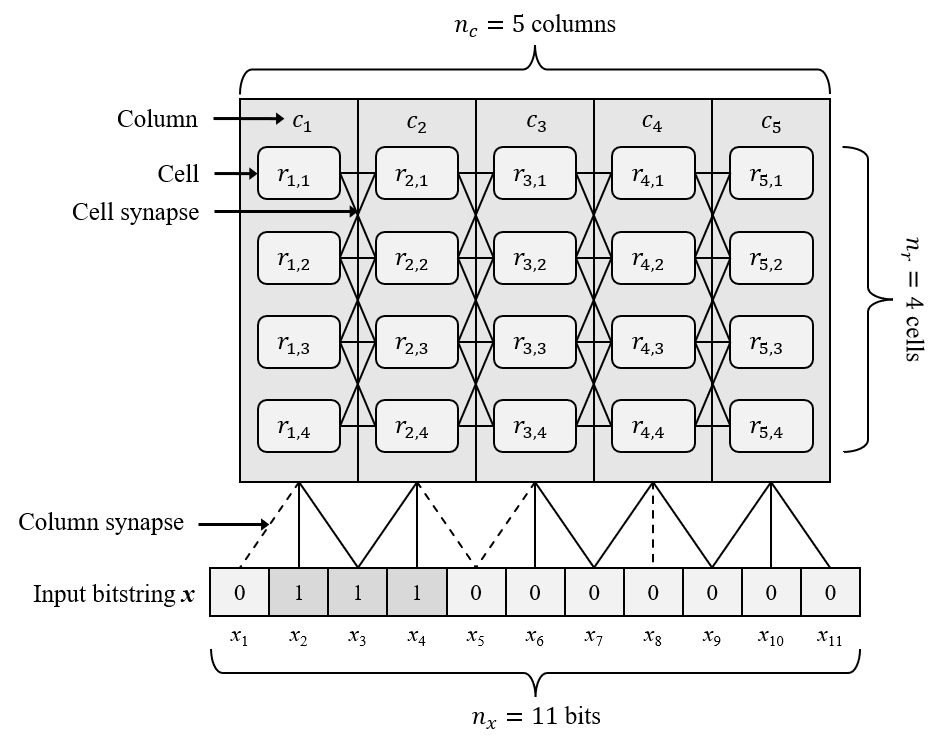 n_c = 5 columns
Column c_1 c_2 c_3 c_4 c_5
Cell r_{1,1} r_{2,1} r_{3,1} r_{4,1} r_{5,1}
Cell synapse
r_{1,2} r_{2,2} r_{3,2} r_{4,2} r_{5,2}
r_{1,3} r_{2,3} r_{3,3} r_{4,3} r_{5,3}
r_{1,4} r_{2,4} r_{3,4} r_{4,4} r_{5,4}
n_r = 4 cells
Column synapse
Input bitstring x 0 1 1 1 0 0 0 0 0 0 0
x_1 x_2 x_3 x_4 x_5 x_6 x_7 x_8 x_9 x_{10} x_{11}
n_x = 11 bits